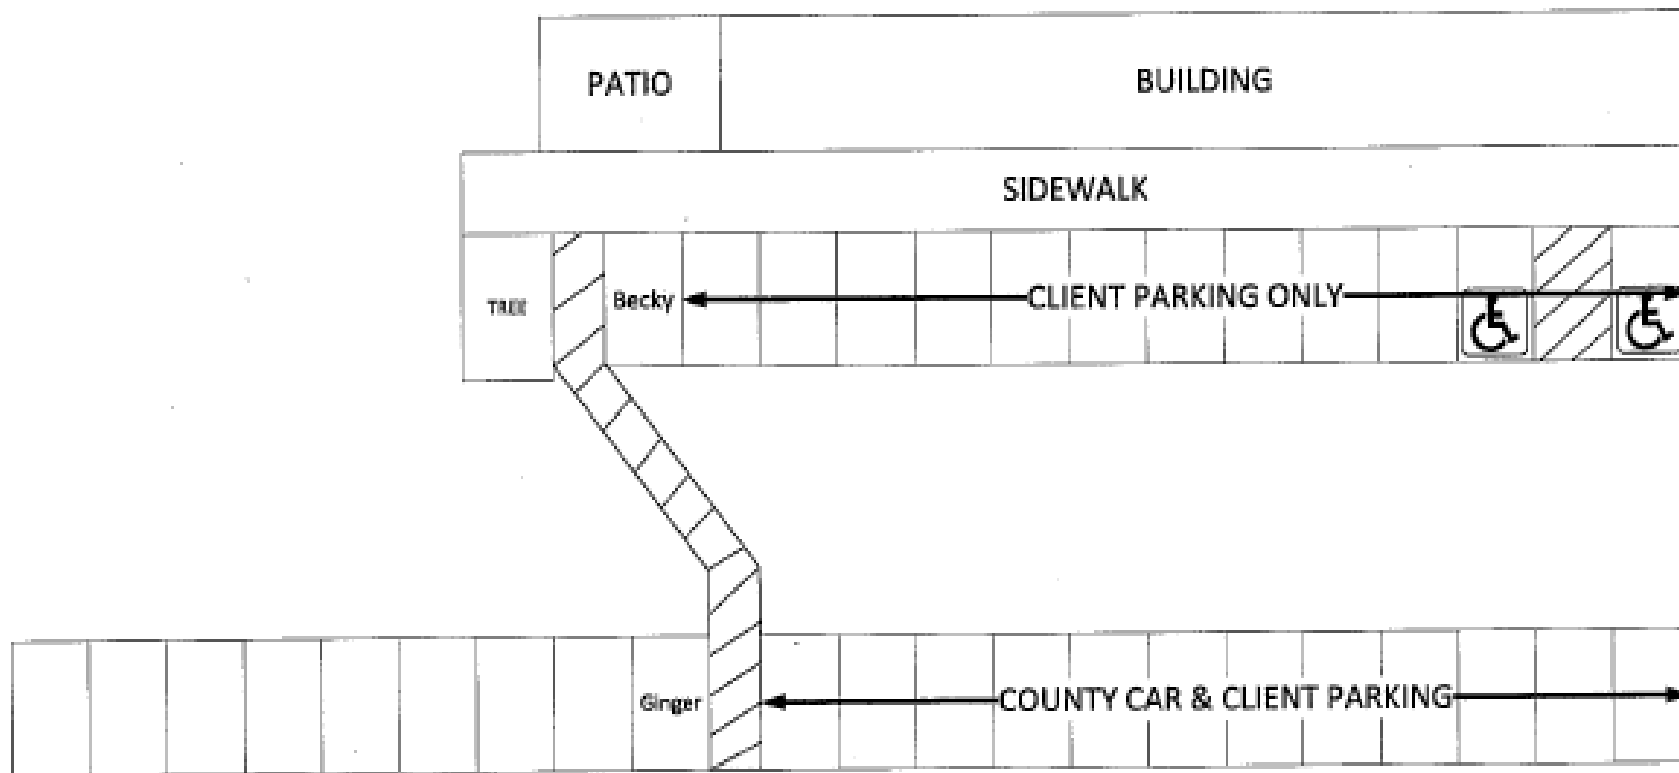 PATIO
BUILDING
SIDEWALK
TREE
Becky
CLIENT PARKING ONLY
Ginger
COUNTY CAR & CLIENT PARKING